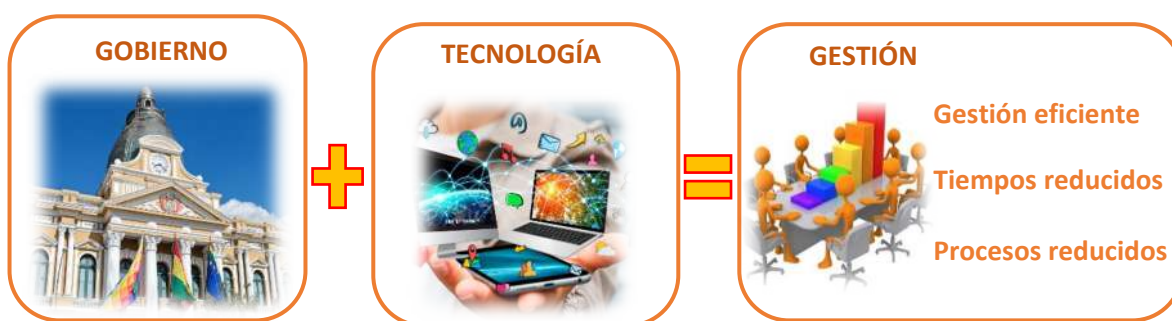 GOBIERNO
TECNOLOGÍA
GESTIÓN
Gestión eficiente
Tiempos reducidos
Procesos reducidos